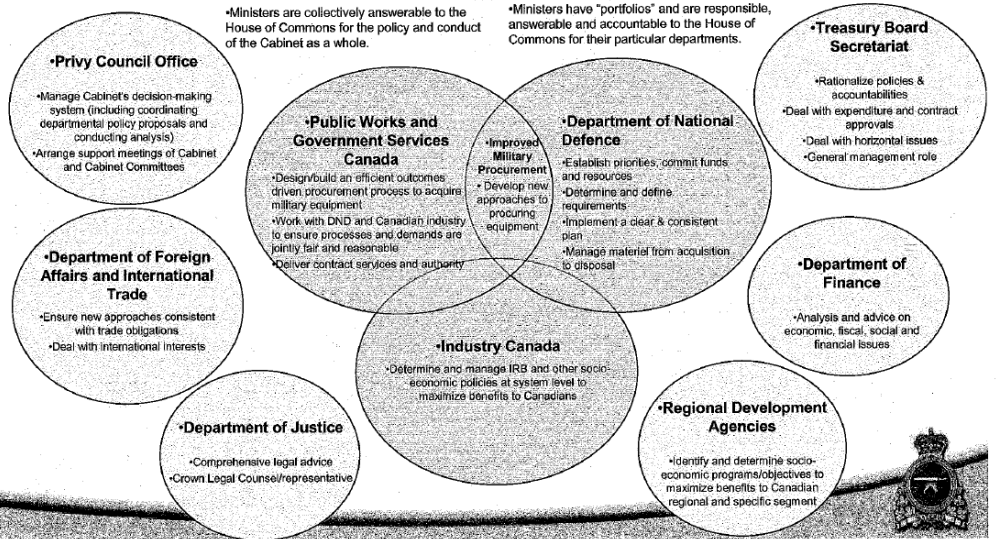 •Ministers are collectively answerable to the
House of Commons for the policy and conduct
of the Cabinet as a whole.
•Ministers have "portfolios" and are responsible,
answerable and accountable to the House of
Commons for their particular departments.
•Privy Council Office
•Manage Cabinet's decision-making
system (including coordinating
departmental policy proposals and
conducting analysis)
•Arrange support meetings of Cabinet
and Cabinet Committees
•Public Works and
Government Services
Canada
•Design/build an efficient outcomes
driven procurement process to acquire
military equipment
•Work with DND and Canadian industry
to ensure processes and demands are
jointly fair and reasonable
•Deliver contract services and authority
•Improved
Military
Procurement
• Develop new
approaches to
procuring
equipment
•Department of National
Defence
•Establish priorities, commit funds
and resources
•Determine and define
requirements
•Implement a clear & consistent
plan
•Manage materiel from acquisition
to disposal
•Treasury Board
Secretariat
•Rationalize policies &
accountabilities
•Deal with expenditure and contract
approvals
•Deal with horizontal issues
•General management role
•Department of Foreign
Affairs and International
Trade
•Ensure new approaches consistent
with trade obligations
•Deal with international interests
•Industry Canada
•Determine and manage IRB and other socio-
economic policies at system level to
maximize benefits to Canadians
•Department of
Finance
•Analysis and advice on
economic, fiscal, social and
financial issues
•Department of Justice
•Comprehensive legal advice
•Crown Legal Counsel/representative
•Regional Development
Agencies
•Identify and determine socio-
economic programs/objectives to
maximize benefits to Canadian
regional and specific segment